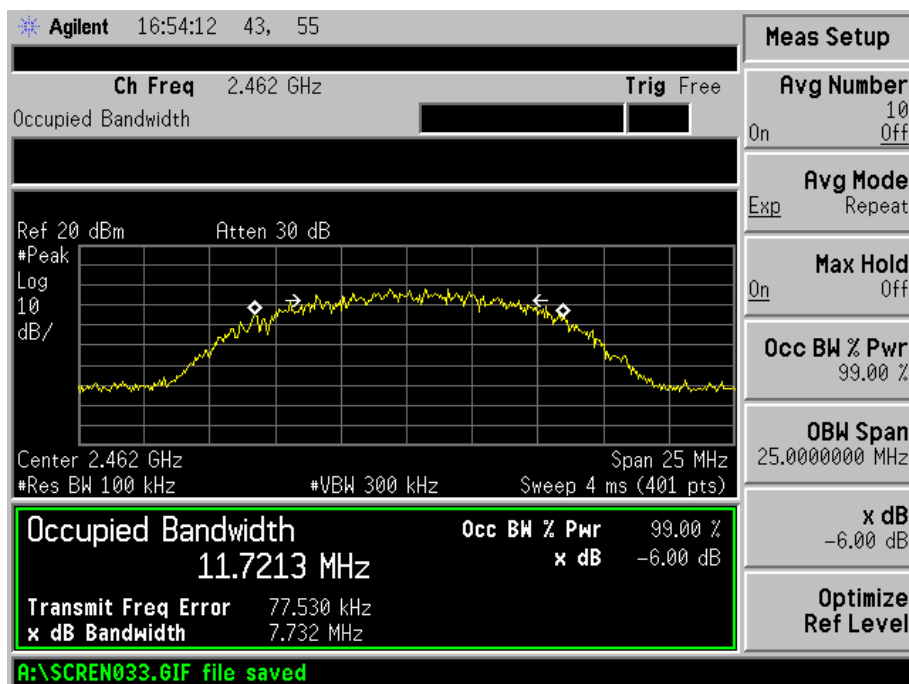 Agilent 16:54:12 43, 55
Ch Freq 2.462 GHz Trig Free
Occupied Bandwidth
Ref 20 dBm Atten 30 dB
#Peak
Log
10
dB/
Center 2.462 GHz Span 25 MHz
#Res BW 100 kHz #VBW 300 kHz Sweep 4 ms (401 pts)
Occupied Bandwidth Occ BW % Pwr 99.00 %
11.7213 MHz x dB -6.00 dB
Transmit Freq Error 77.530 kHz
x dB Bandwidth 7.732 MHz
A:\SCREN033.GIF file saved
Meas Setup
Avg Number
10
On Off
Avg Mode
Exp Repeat
Max Hold
On Off
Occ BW % Pwr
99.00 %
OBW Span
25.0000000 MHz
x dB
-6.00 dB
Optimize
Ref Level